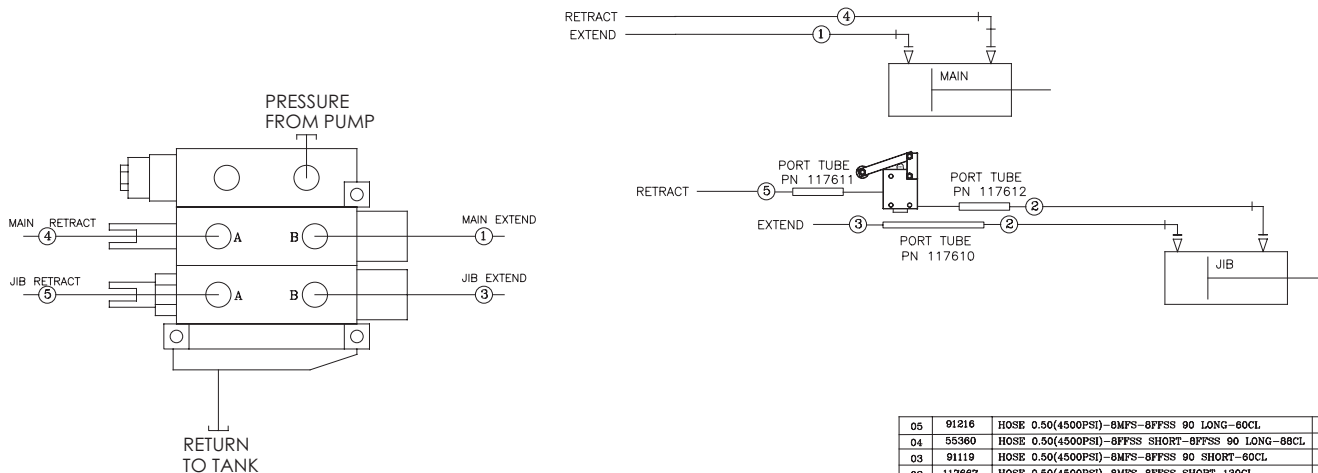 RETRACT
4
EXTEND
1
MAIN
PRESSURE
FROM PUMP
PORT TUBE
PN 117611
RETRACT
5
PORT TUBE
PN 117612
2
EXTEND
3
2
PORT TUBE
PN 117610
JIB
MAIN RETRACT
4
A
B
MAIN EXTEND
1
JIB RETRACT
5
A
B
JIB EXTEND
3
RETURN
TO TANK
05 91216 HOSE 0.50(4500PSI)-8MFS-8FFSS 90 LONG-60CL
04 55360 HOSE 0.50(4500PSI)-8FFSS SHORT-8FFSS 90 LONG-88CL
03 91119 HOSE 0.50(4500PSI)-8MFS-8FFSS 90 SHORT-60CL